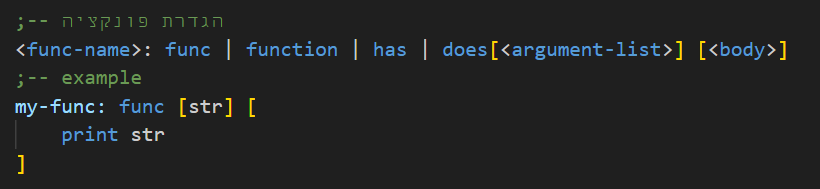 ;-- הגדרת פונקציה
<func-name>: func | function | has | does[<argument-list>] [<body>]
;-- example
my-func: func [str] [
    print str
]